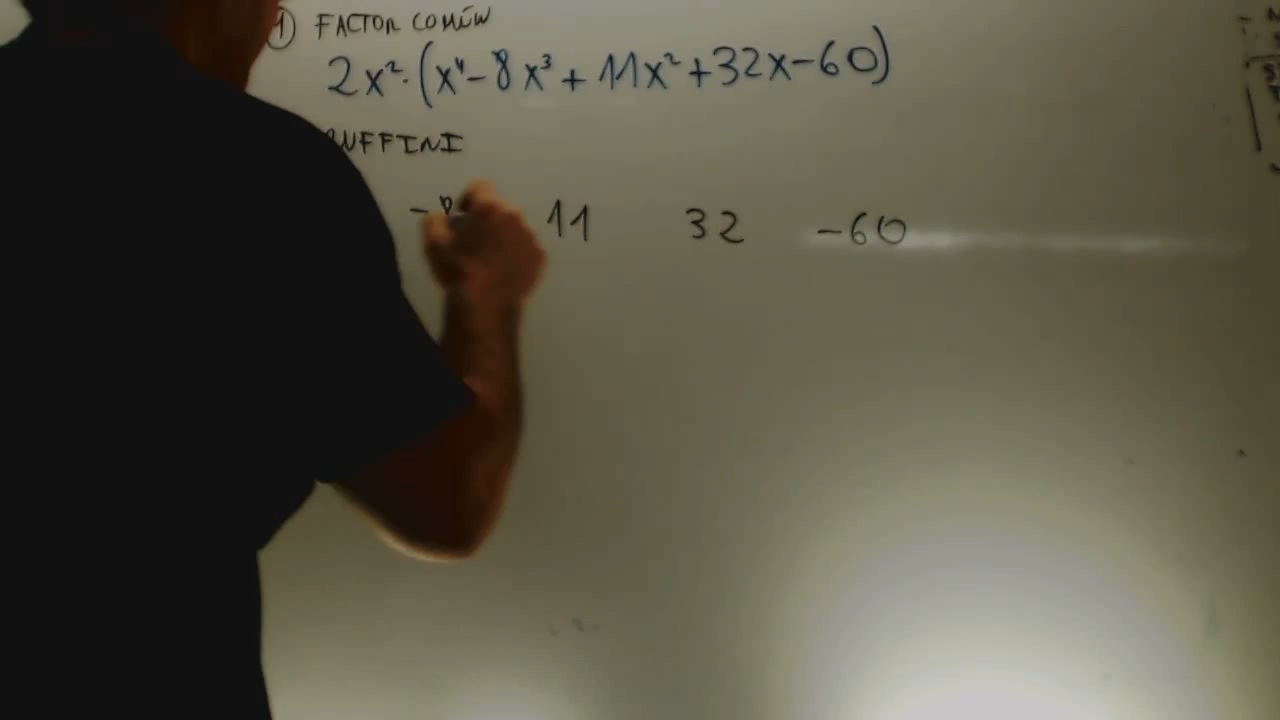 1) FACTOR COMÚN
2x²·(x⁴-8x³+11x²+32x-60)
RUFFINI
-8 11 32 -60